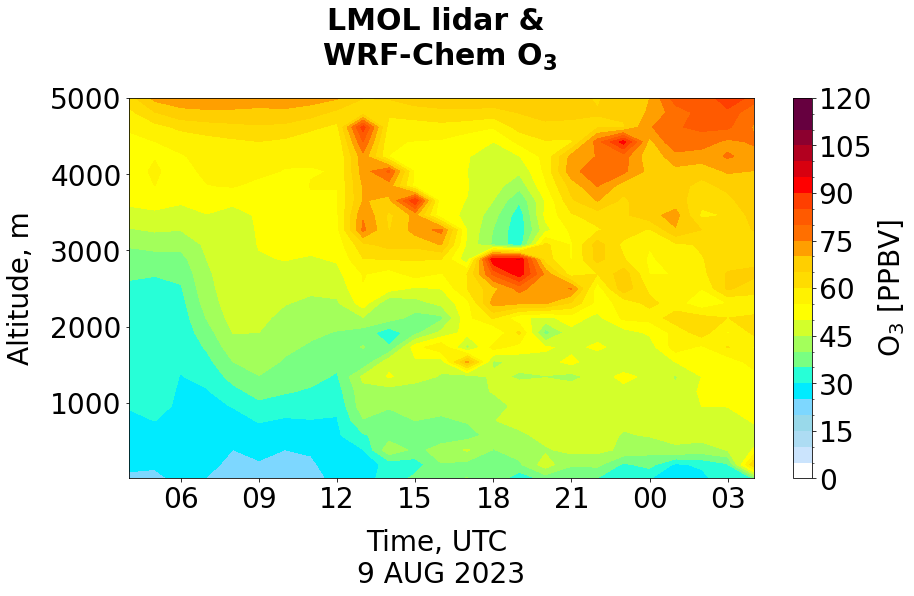 LMOL lidar &
WRF-Chem O₃
5000
4000
3000
2000
1000
Altitude, m
06 09 12 15 18 21 00 03
Time, UTC
9 AUG 2023
120
105
90
75
60
45
30
15
0
O₃ [PPBV]